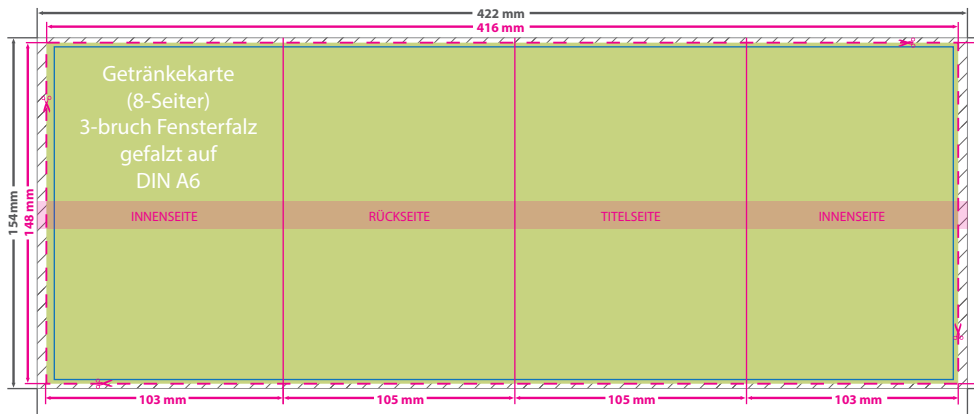 422 mm
416 mm
Getränkekarte
(8-Seiter)
3-bruch Fensterfalz
gefalzt auf
DIN A6
154 mm
148 mm
INNENSEITE
RÜCKSEITE
TITELSEITE
INNENSEITE
103 mm
105 mm
105 mm
103 mm